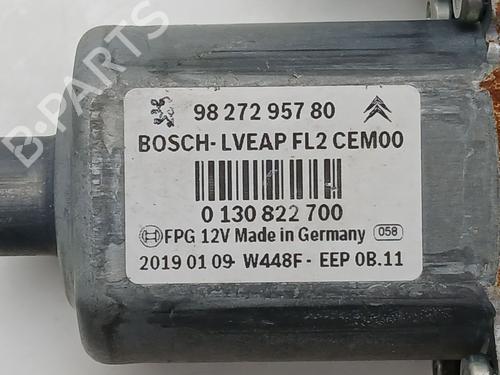 B-PARTS
98 272 957 80
BOSCH-LVEAP FL2 CEM00
0 130 822 700
FPG 12V Made in Germany 058
2019 01 09- W448F - EEP 0B.11